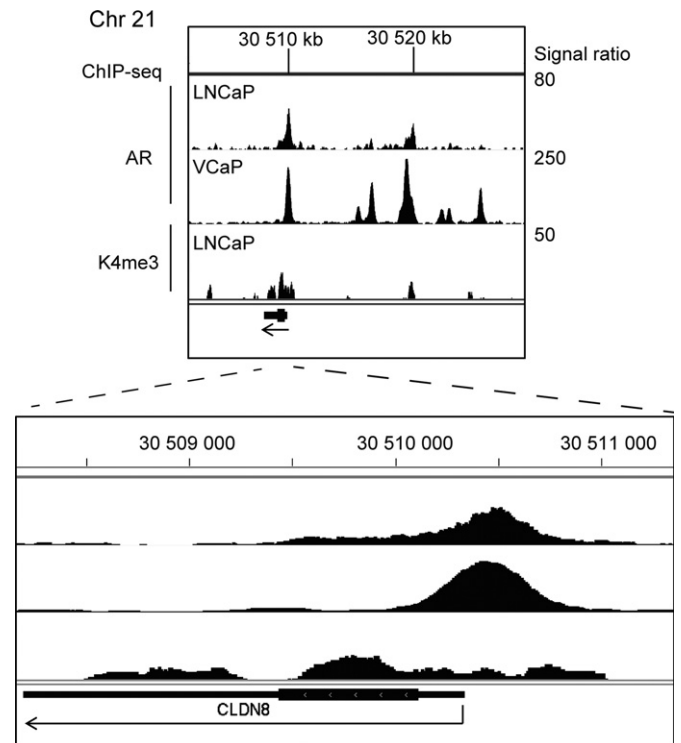 Chr 21
30 510 kb 30 520 kb
Signal ratio
ChIP-seq
80
LNCaP
AR
250
VCaP
50
LNCaP
K4me3
30 509 000 30 510 000 30 511 000
CLDN8